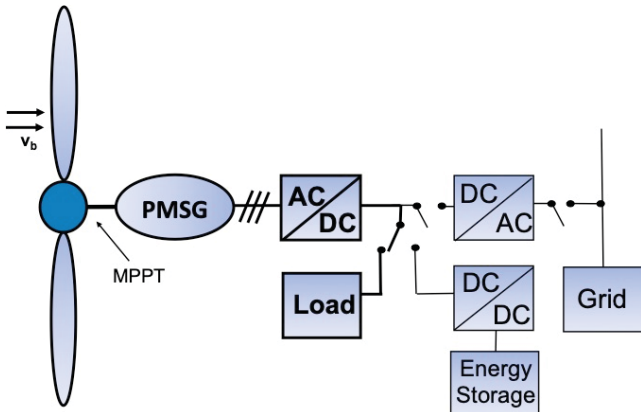 v_b
MPPT
PMSG
AC
DC
Load
DC
AC
DC
DC
Energy
Storage
Grid